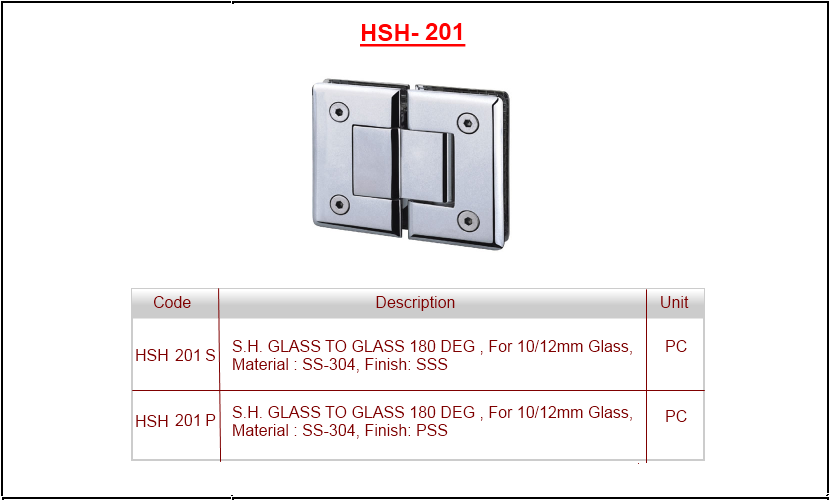 HSH- 201
Code Description Unit
HSH 201 S S.H. GLASS TO GLASS 180 DEG , For 10/12mm Glass, PC
Material : SS-304, Finish: SSS
HSH 201 P S.H. GLASS TO GLASS 180 DEG , For 10/12mm Glass, PC
Material : SS-304, Finish: PSS